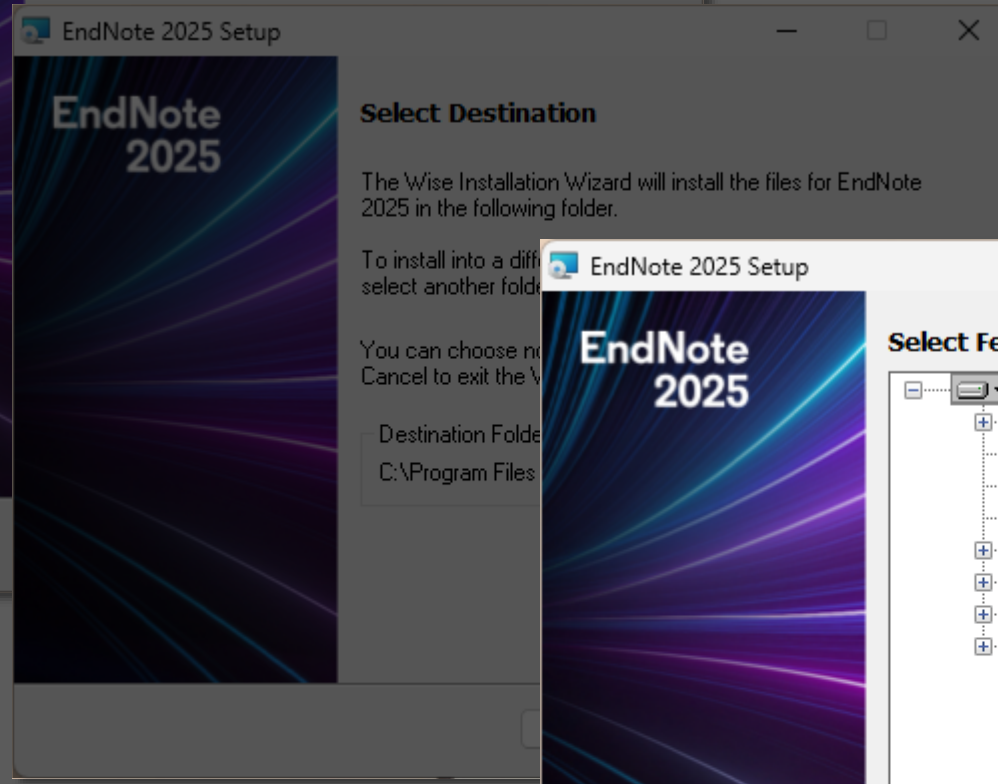 EndNote 2025 Setup
EndNote
2025
Select Destination
The Wise Installation Wizard will install the files for EndNote
2025 in the following folder.
To install into a diff
select another folde
You can choose no
Cancel to exit the
Destination Folde
C:\Program Files
EndNote 2025 Setup
EndNote
2025
Select Fe